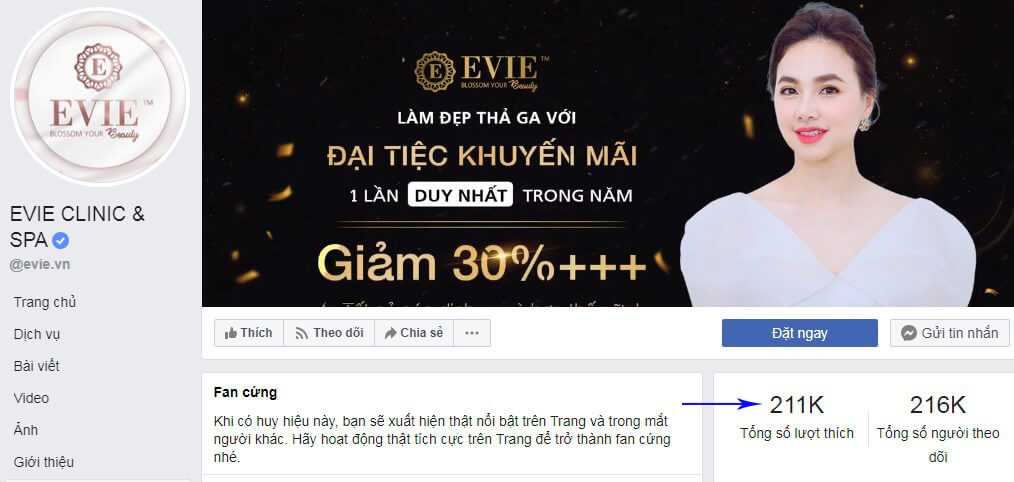 E
EVIE™
BLOSSOM YOUR Beauty
EVIE CLINIC &
SPA
@evie.vn
Trang chủ
Dịch vụ
Bài viết
Video
Ảnh
Giới thiệu
E EVIE™
BLOSSOM YOUR Beauty
LÀM ĐẸP THẢ GA VỚI
ĐẠI TIỆC KHUYẾN MÃI
1 LẦN DUY NHẤT TRONG NĂM
Giảm 30%+++
Thích Theo dõi Chia sẻ ... Đặt ngay Gửi tin nhắn
Fan cứng
Khi có huy hiệu này, bạn sẽ xuất hiện thật nổi bật trên Trang và trong mắt
người khác. Hãy hoạt động thật tích cực trên Trang để trở thành fan cứng
nhé.
211K
Tổng số lượt thích
216K
Tổng số người theo
dõi